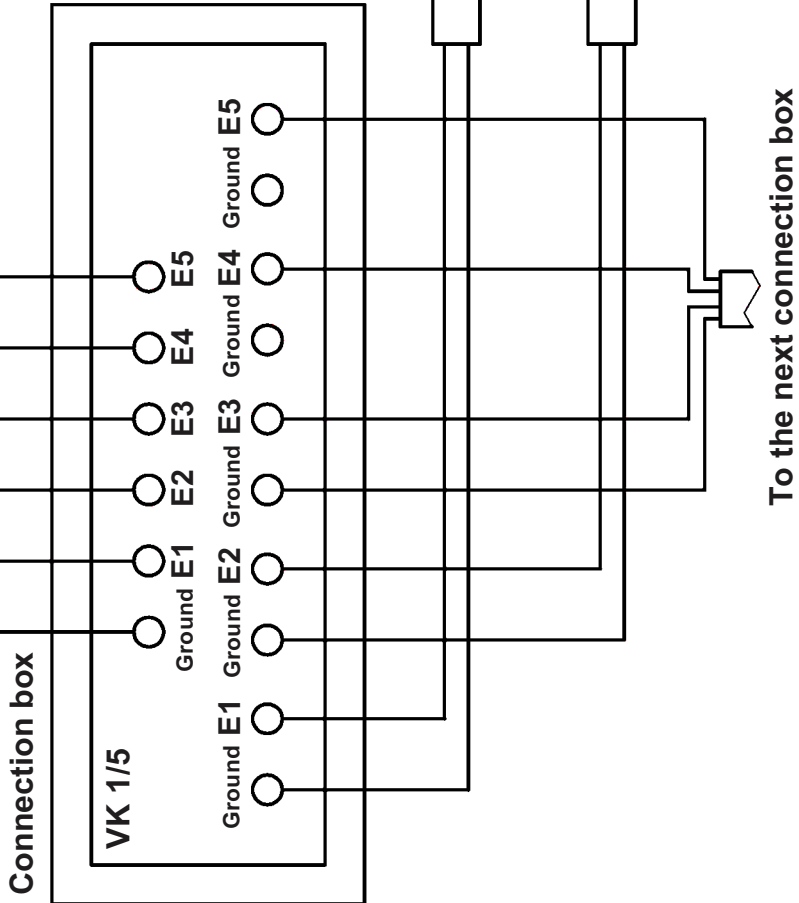 Connection box
VK 1/5
Ground E1 E2 E3 E4 E5
Ground E1 Ground E2 Ground E3 Ground E4 Ground E5
To the next connection box